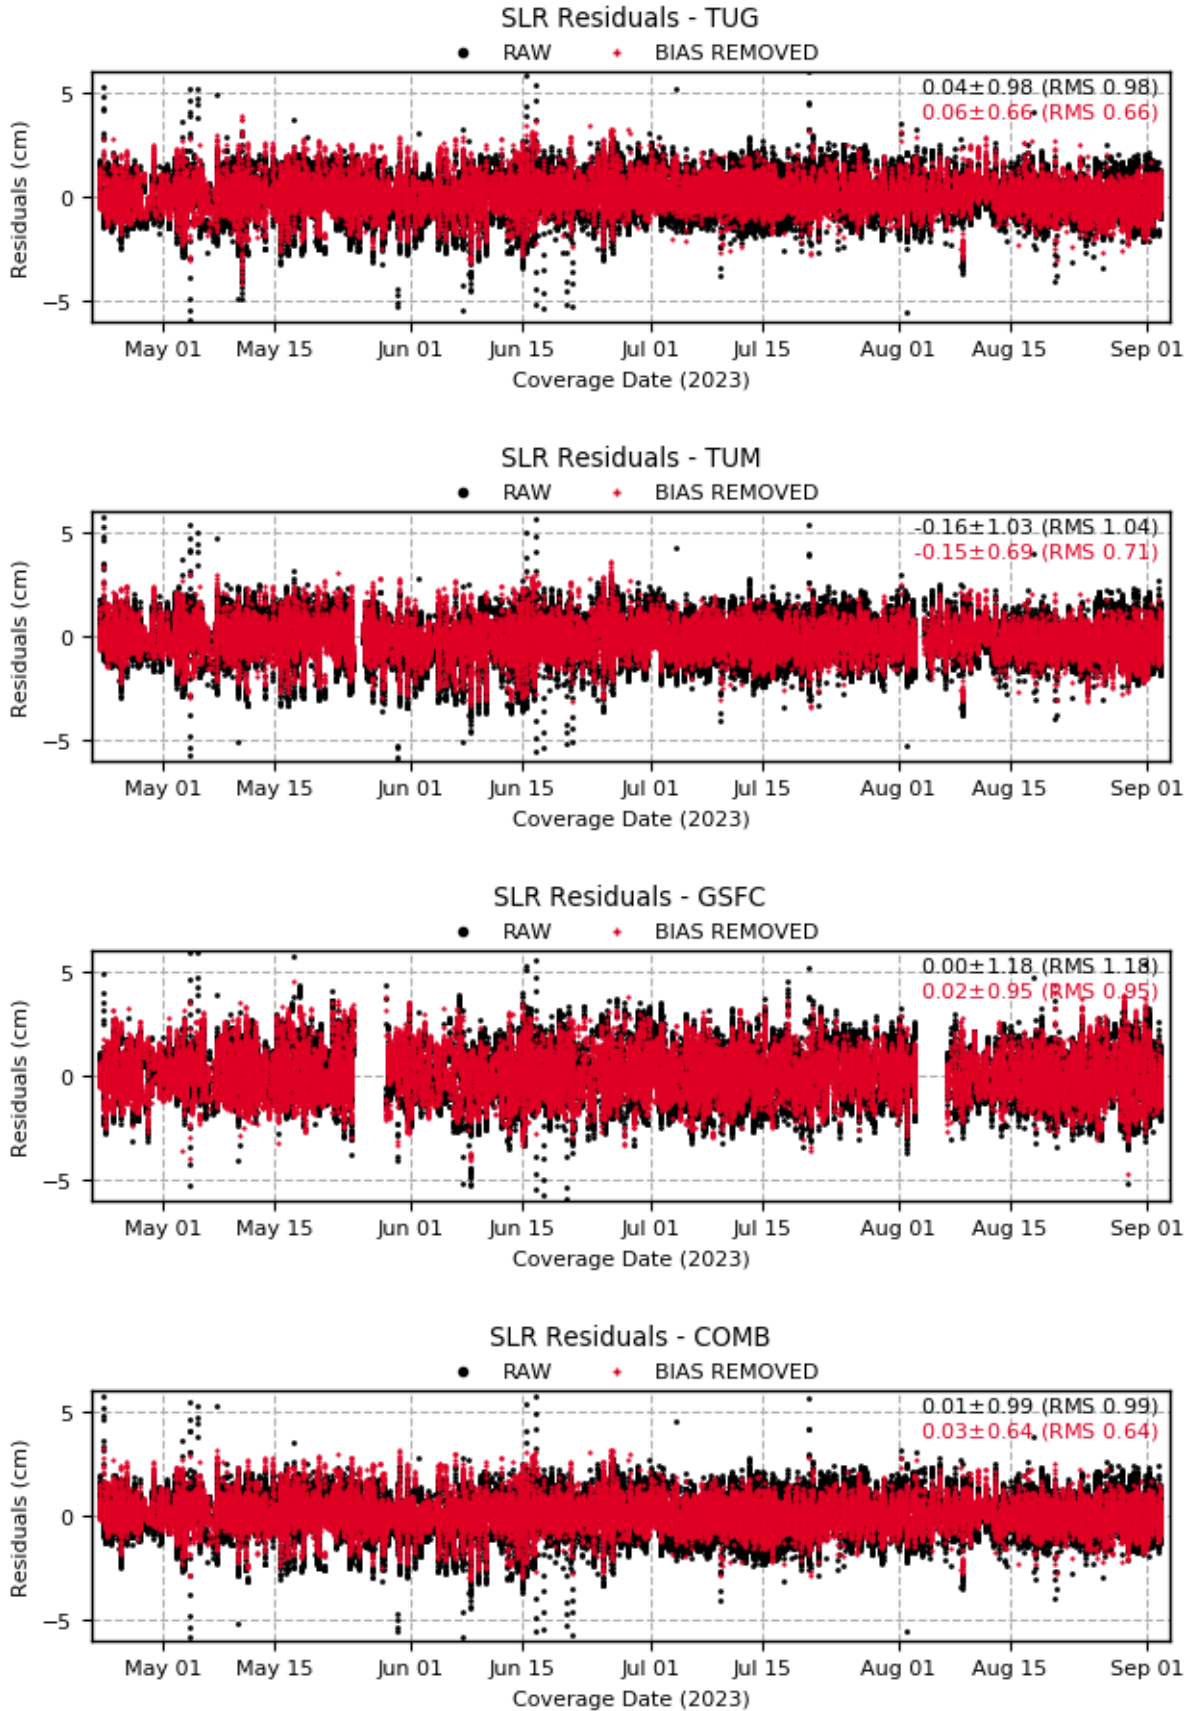 SLR Residuals - TUG
RAW BIAS REMOVED
0.04±0.98 (RMS 0.98)
0.06±0.66 (RMS 0.66)
Residuals (cm)
5
0
−5
May 01 May 15 Jun 01 Jun 15 Jul 01 Jul 15 Aug 01 Aug 15 Sep 01
Coverage Date (2023)
SLR Residuals - TUM
RAW BIAS REMOVED
-0.16±1.03 (RMS 1.04)
-0.15±0.69 (RMS 0.71)
Residuals (cm)
5
0
−5
May 01 May 15 Jun 01 Jun 15 Jul 01 Jul 15 Aug 01 Aug 15 Sep 01
Coverage Date (2023)
SLR Residuals - GSFC
RAW BIAS REMOVED
0.00±1.18 (RMS 1.18)
0.02±0.95 (RMS 0.95)
Residuals (cm)
5
0
−5
May 01 May 15 Jun 01 Jun 15 Jul 01 Jul 15 Aug 01 Aug 15 Sep 01
Coverage Date (2023)
SLR Residuals - COMB
RAW BIAS REMOVED
0.01±0.99 (RMS 0.99)
0.03±0.64 (RMS 0.64)
Residuals (cm)
5
0
−5
May 01 May 15 Jun 01 Jun 15 Jul 01 Jul 15 Aug 01 Aug 15 Sep 01
Coverage Date (2023)